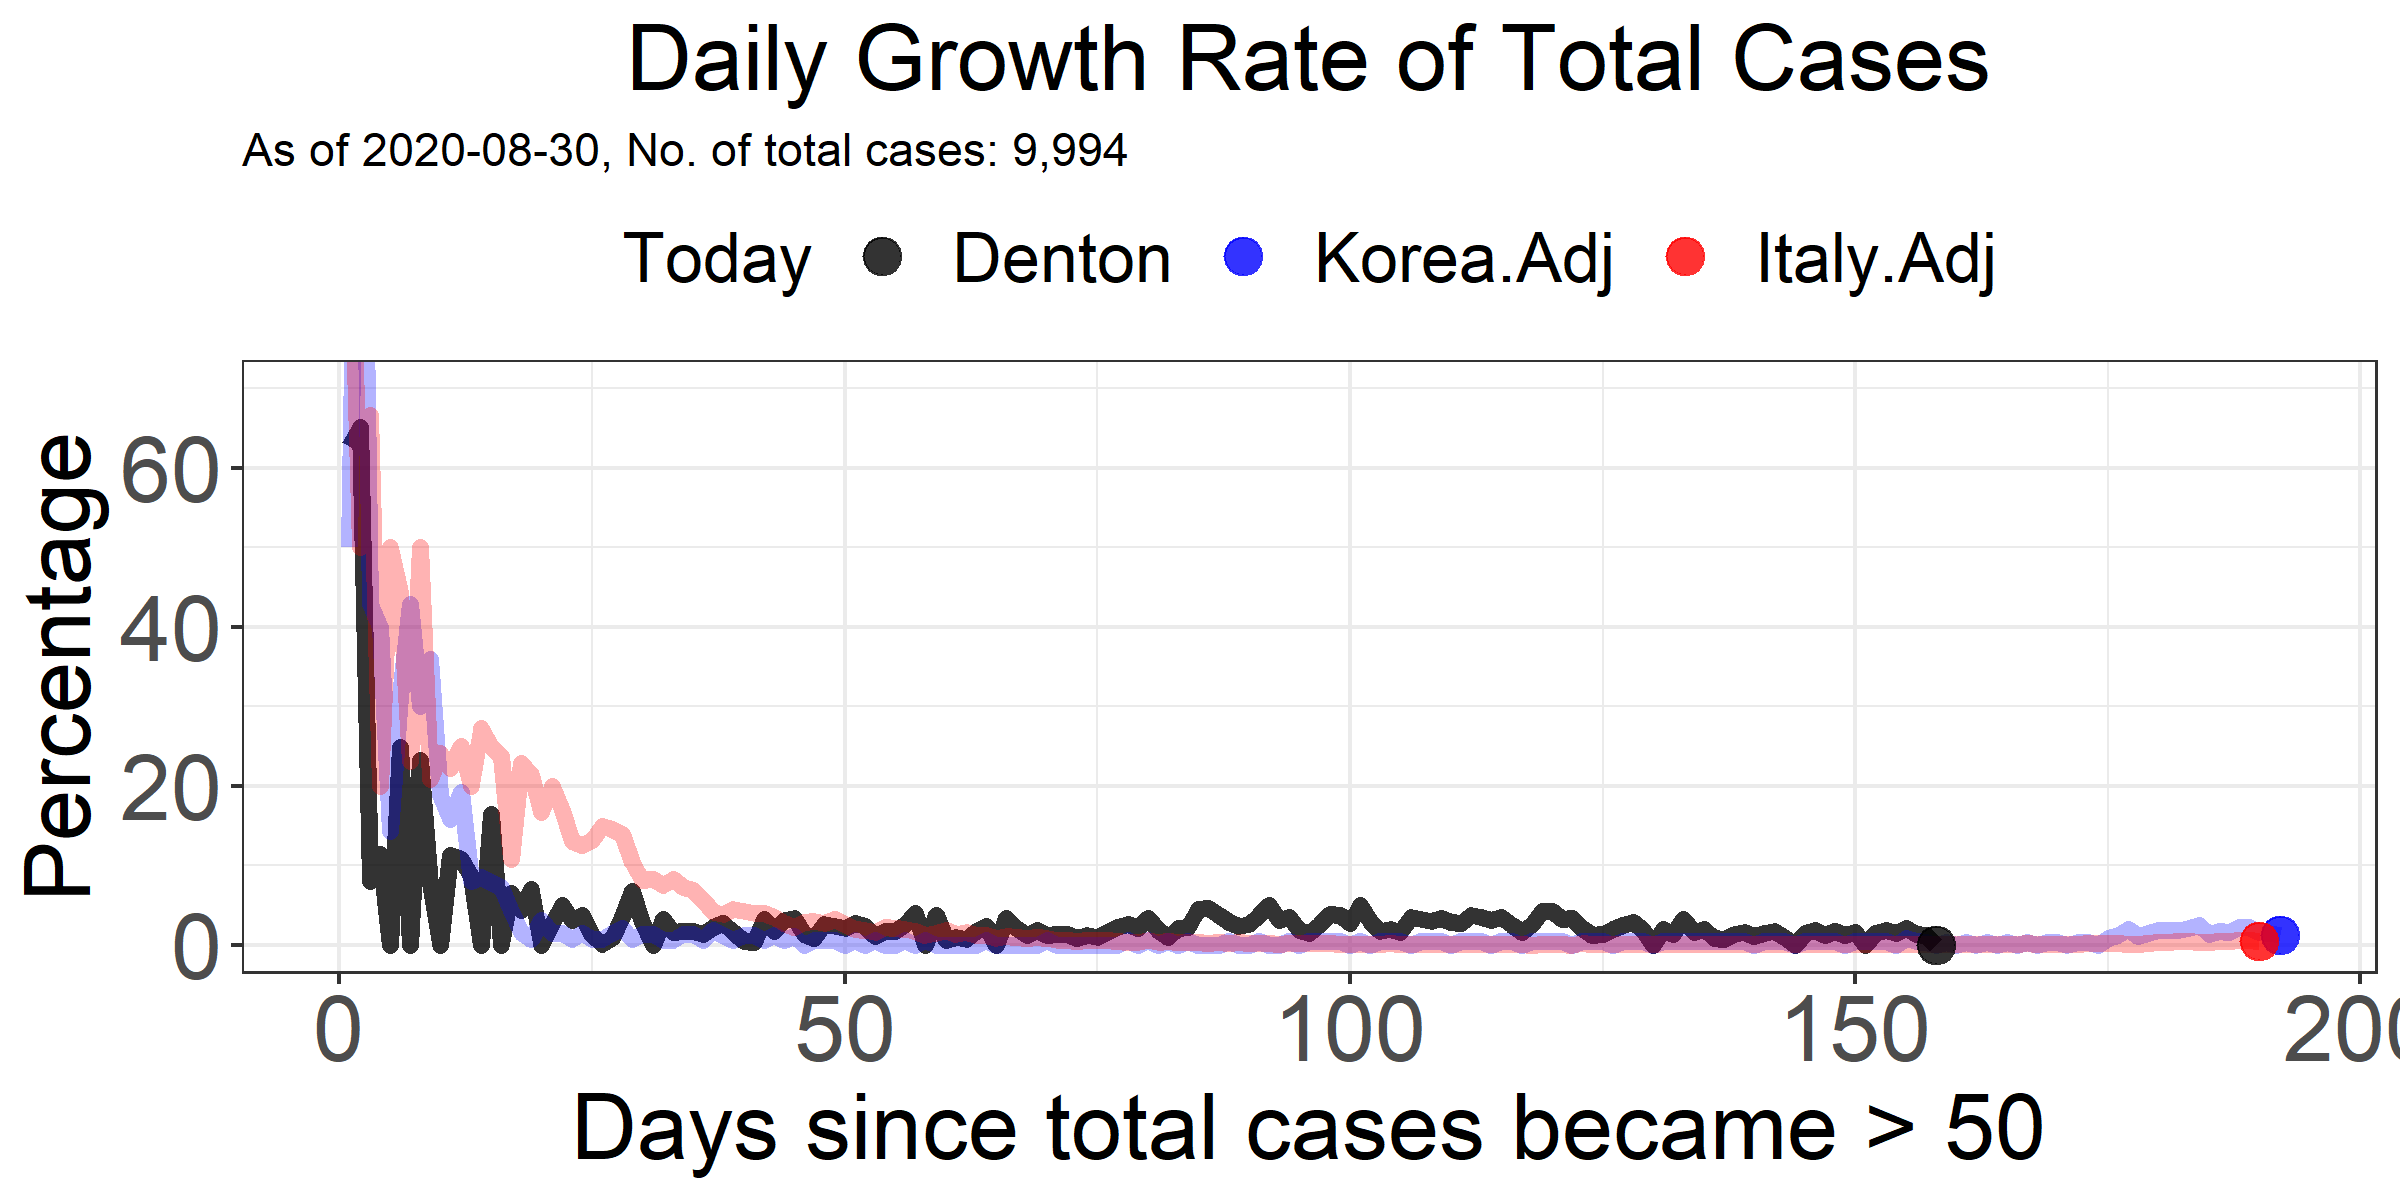 Daily Growth Rate of Total Cases
As of 2020-08-30, No. of total cases: 9,994
Today Denton Korea.Adj Italy.Adj
Percentage
60
40
20
0
0 50 100 150 200
Days since total cases became > 50